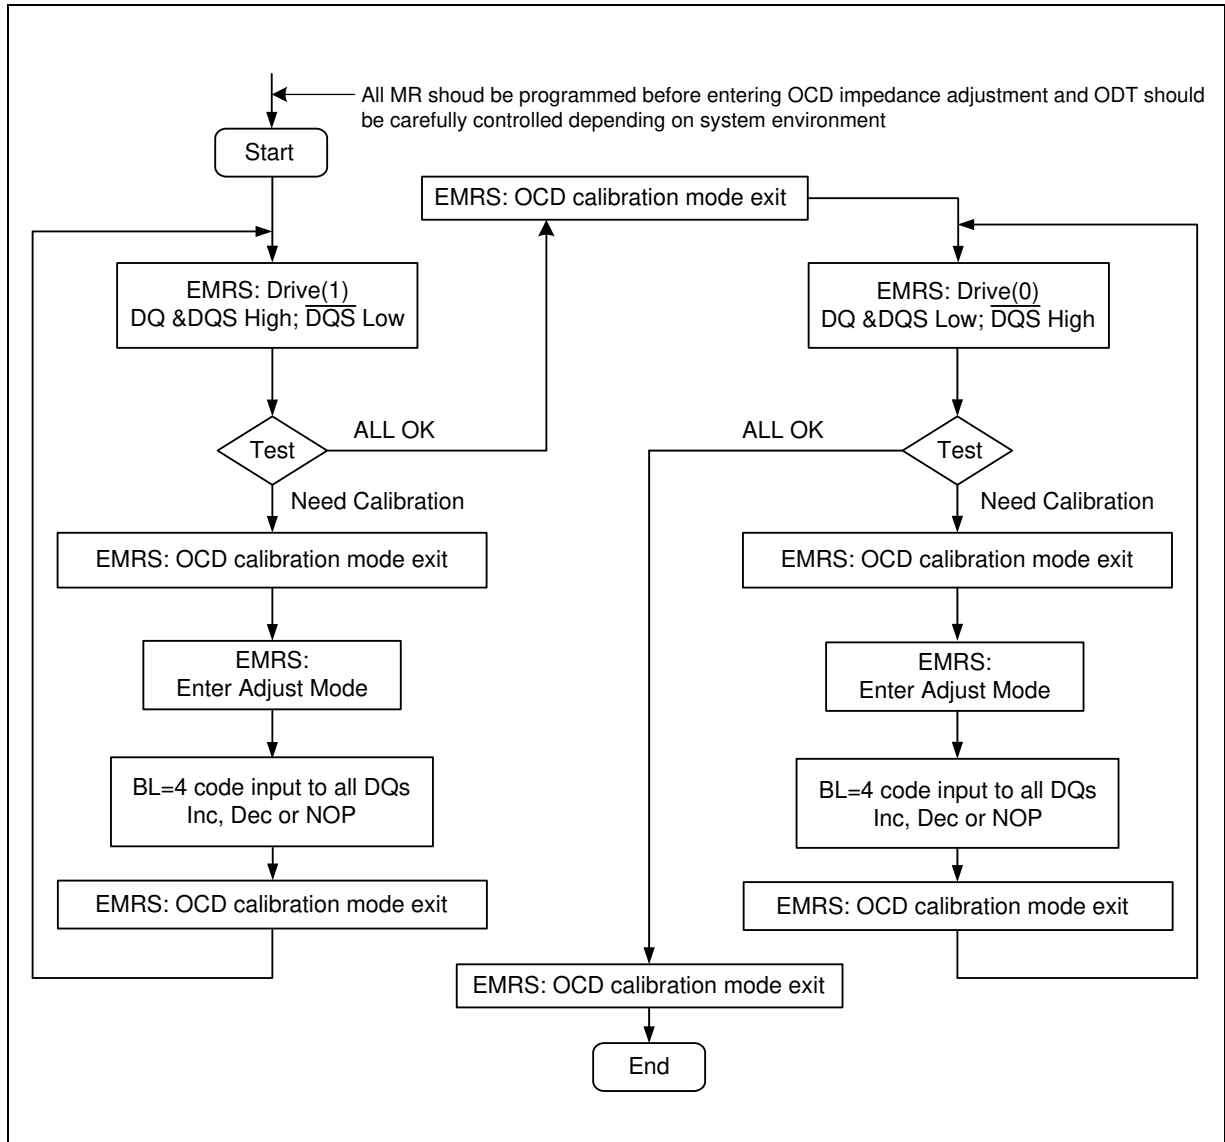 All MR shoud be programmed before entering OCD impedance adjustment and ODT should
be carefully controlled depending on system environment
Start
EMRS: Drive(1)
DQ &DQS High; D̅Q̅S̅ Low
Test
ALL OK
Need Calibration
EMRS: OCD calibration mode exit
EMRS:
Enter Adjust Mode
BL=4 code input to all DQs
Inc, Dec or NOP
EMRS: OCD calibration mode exit
EMRS: OCD calibration mode exit
EMRS: Drive(0)
DQ &DQS Low; D̅Q̅S̅ High
Test
ALL OK
Need Calibration
EMRS: OCD calibration mode exit
EMRS:
Enter Adjust Mode
BL=4 code input to all DQs
Inc, Dec or NOP
EMRS: OCD calibration mode exit
EMRS: OCD calibration mode exit
End